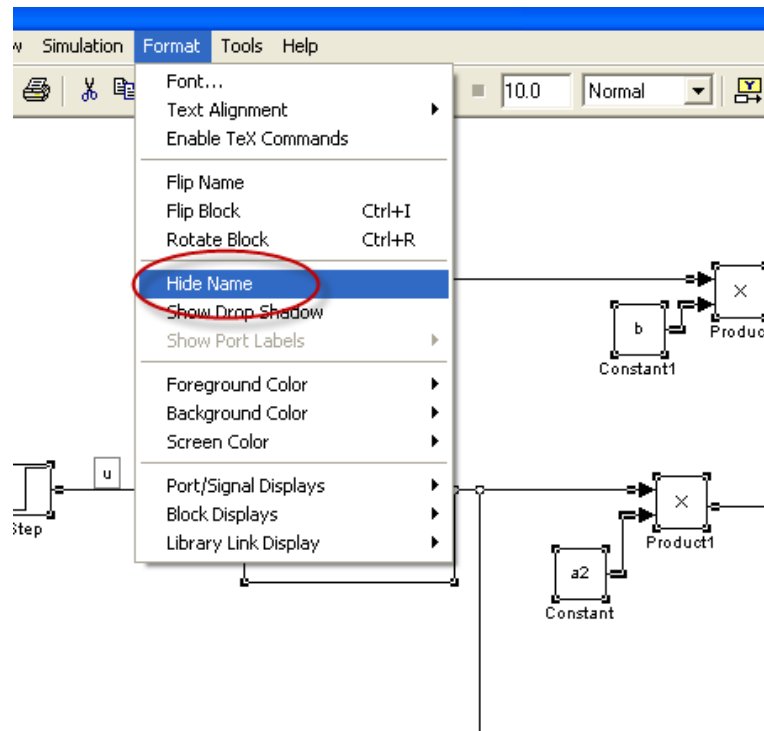 w Simulation Format Tools Help
10.0 Normal
Font...
Text Alignment
Enable TeX Commands
Flip Name
Flip Block Ctrl+I
Rotate Block Ctrl+R
Hide Name
Show Drop Shadow
Show Port Labels
Foreground Color
Background Color
Screen Color
Port/Signal Displays
Block Displays
Library Link Display
Y
×
b
Produc
Constant1
u
Step
×
Product1
a2
Constant